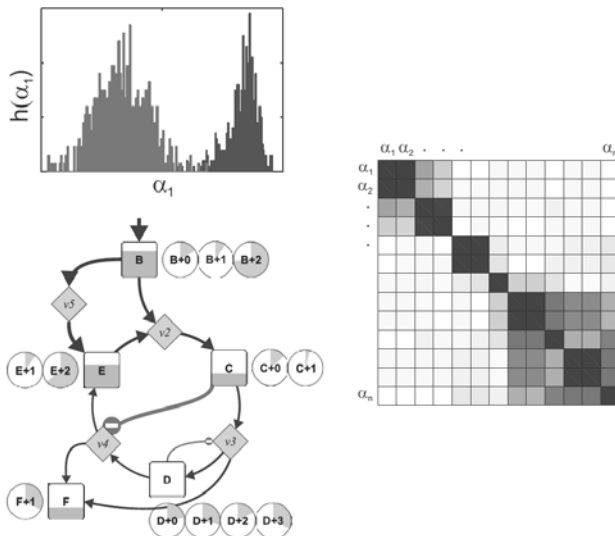 h(α₁)
α₁
α₁ α₂ . . . αₙ
α₁
α₂
.
.
.
αₙ
B B+0 B+1 B+2
v5
v2
E+1 E+2 E C C+0 C+1
v4 v3
D
F+1 F
D+0 D+1 D+2 D+3